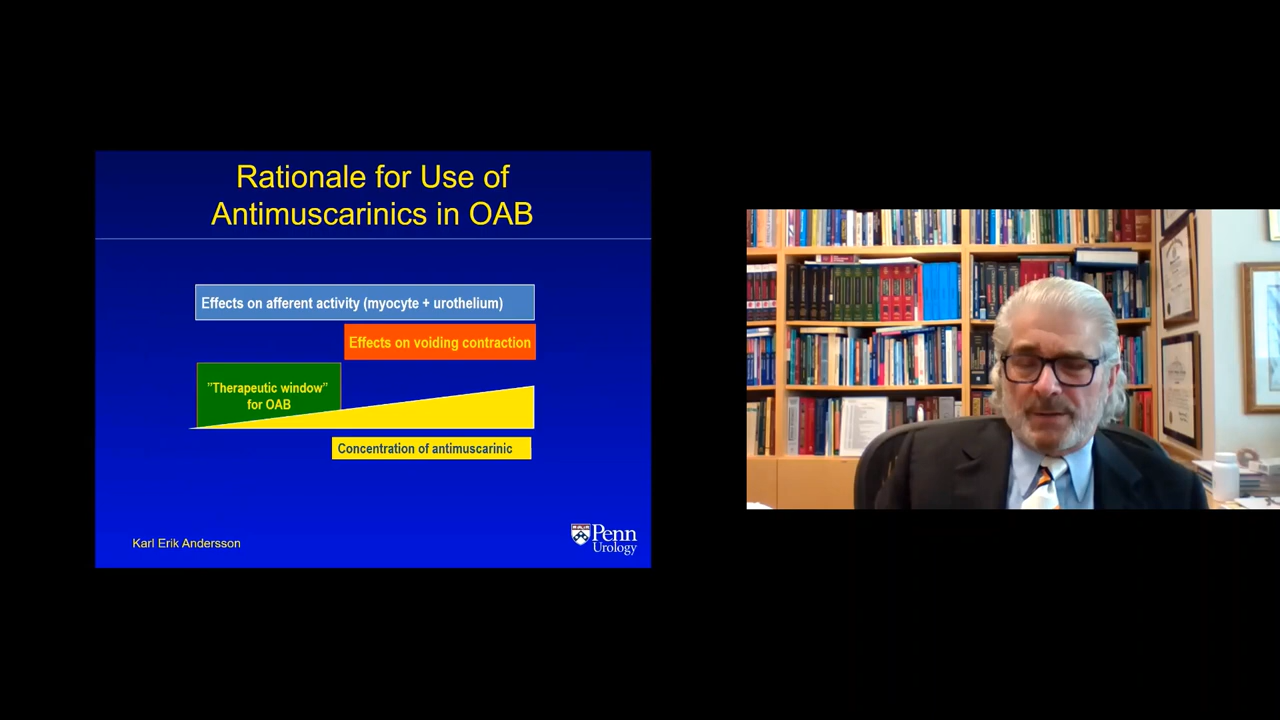 Rationale for Use of
Antimuscarinics in OAB
Effects on afferent activity (myocyte + urothelium)
Effects on voiding contraction
”Therapeutic window”
for OAB
Concentration of antimuscarinic
Karl Erik Andersson
Penn
Urology